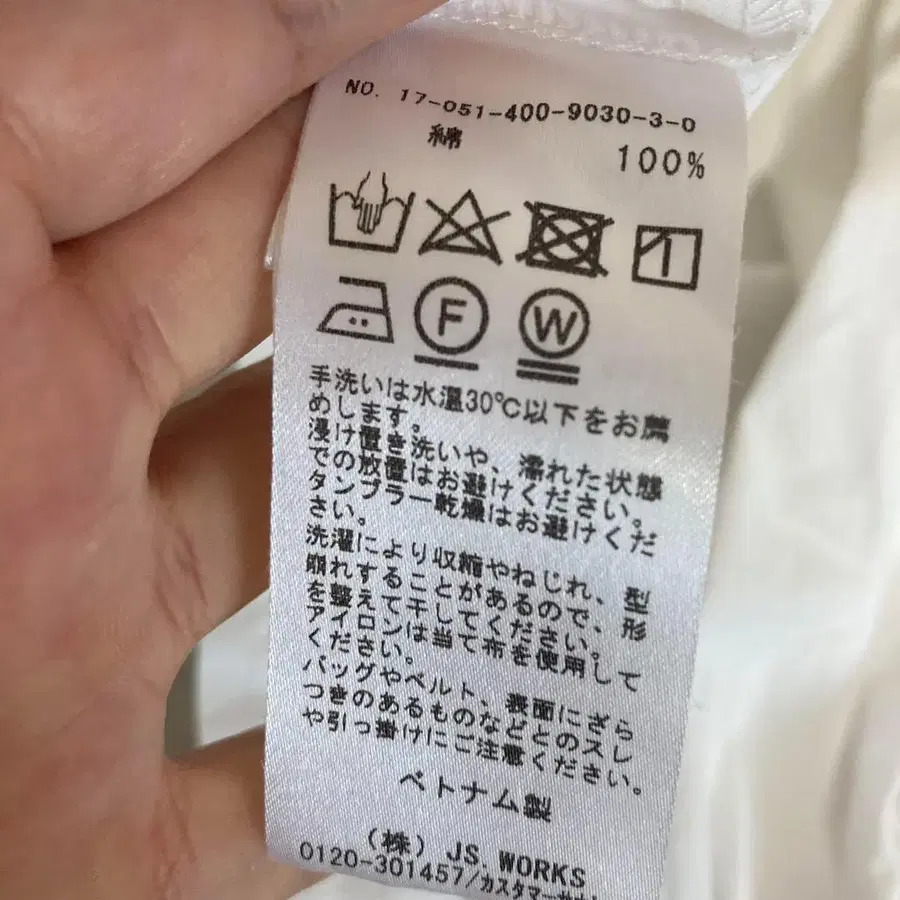 NO. 17-051-400-9030-3-0
綿 100%
F W
手洗いは水温30℃以下をお薦
めします。
浸け置き洗いや、濡れた状態
での放置はお避けください。
タンブラー乾燥はお避けくだ
さい。
洗濯により収縮やねじれ、型
崩れすることがあるので、形
を整えて干してください。
アイロンは当て布を使用して
ください。
バッグやベルト、表面にざら
つきのあるものなどとのスレ
や引っ掛けにご注意ください。
ベトナム製
(株) JS. WORKS
0120-301457/カスタマー